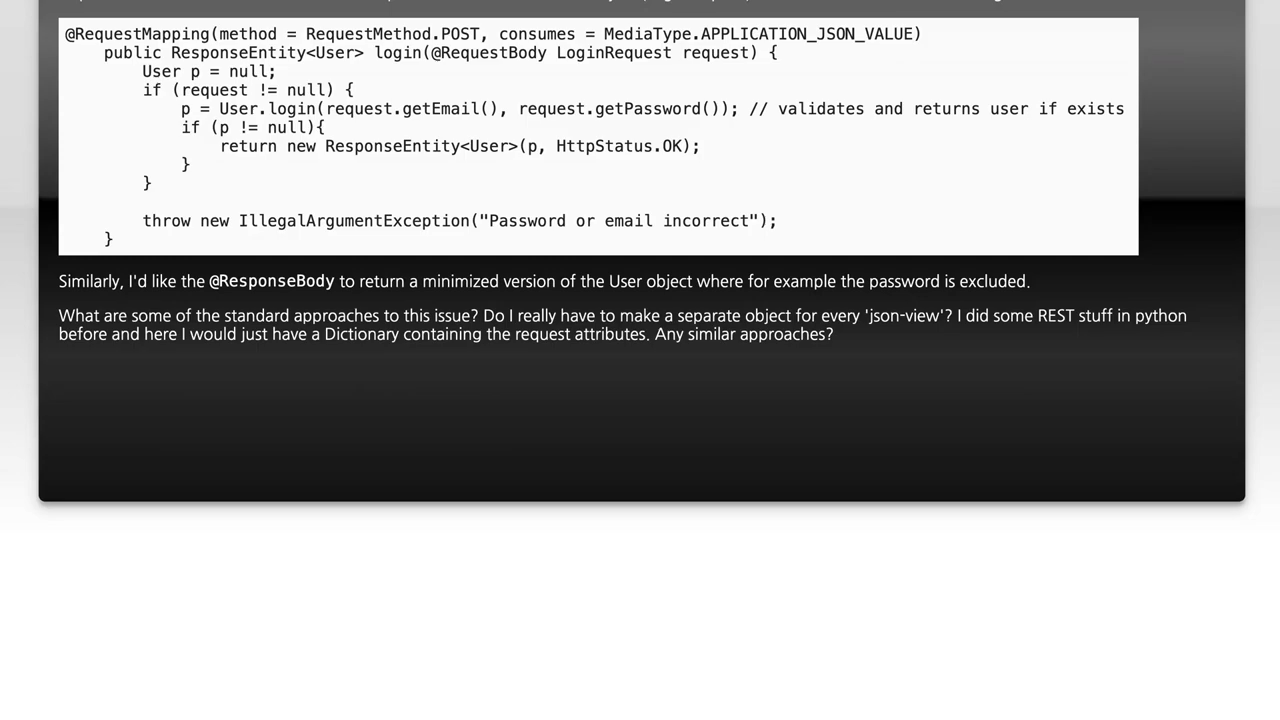 @RequestMapping(method = RequestMethod.POST, consumes = MediaType.APPLICATION_JSON_VALUE)
    public ResponseEntity<User> login(@RequestBody LoginRequest request) {
        User p = null;
        if (request != null) {
            p = User.login(request.getEmail(), request.getPassword()); // validates and returns user if exists
            if (p != null){
                return new ResponseEntity<User>(p, HttpStatus.OK);
            }
        }
        throw new IllegalArgumentException("Password or email incorrect");
    }
Similarly, I'd like the @ResponseBody to return a minimized version of the User object where for example the password is excluded.
What are some of the standard approaches to this issue? Do I really have to make a separate object for every 'json-view'? I did some REST stuff in python
before and here I would just have a Dictionary containing the request attributes. Any similar approaches?